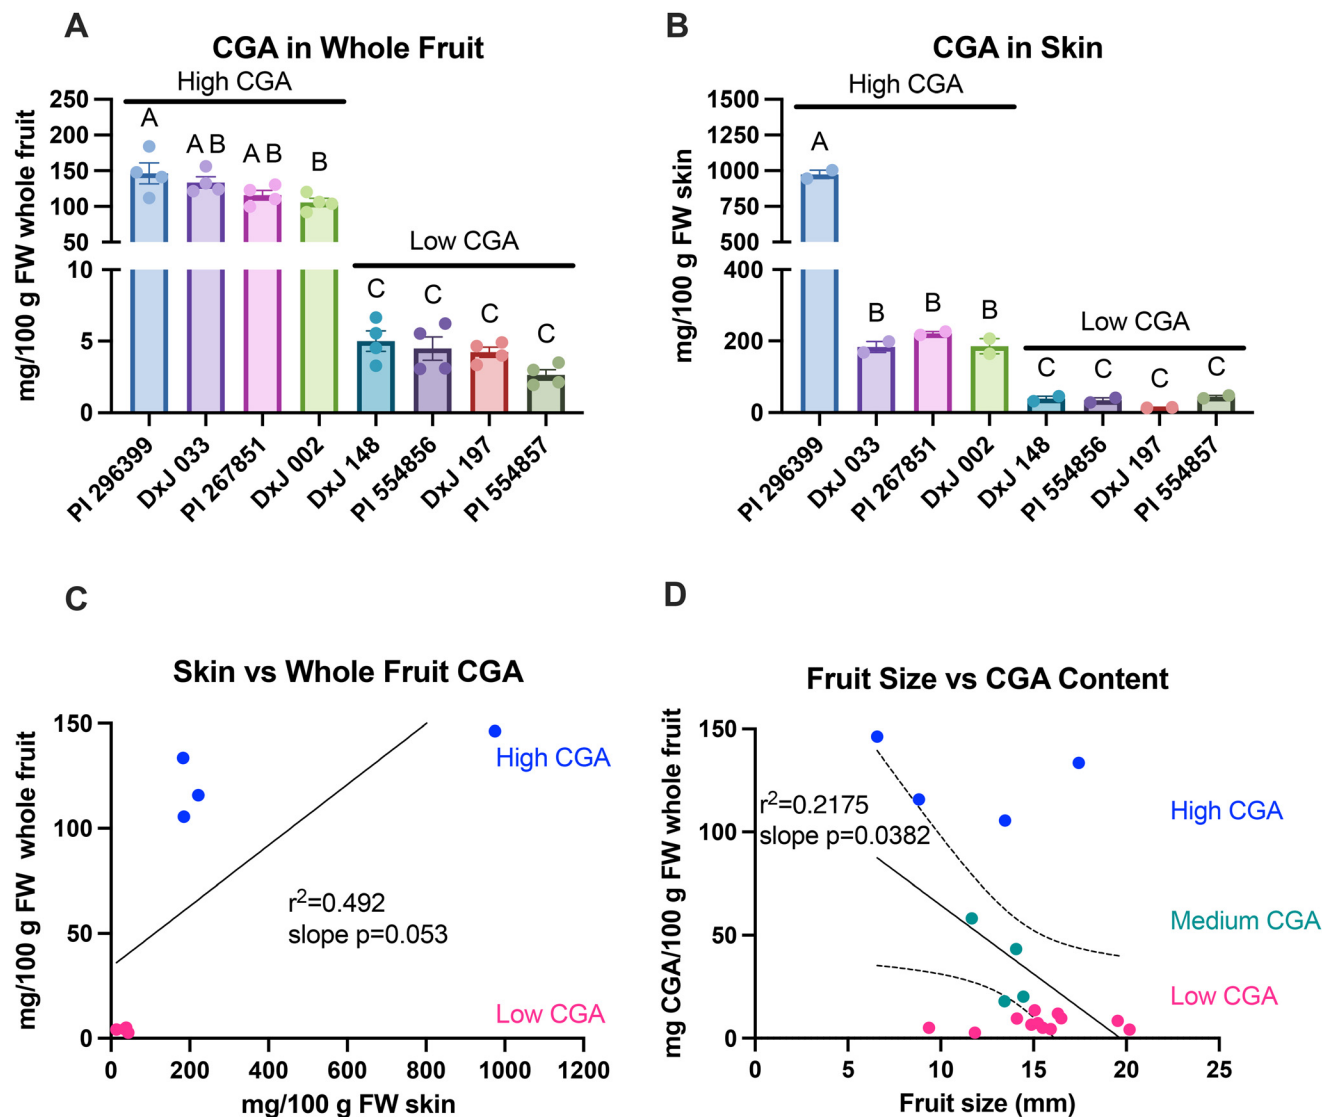 A
CGA in Whole Fruit
High CGA
mg/100 g FW whole fruit
250
200
150
100
50
10
5
0
A
A B
A B
B
Low CGA
C
C
C
C
PI 296399
DxJ 033
PI 267851
DxJ 002
DxJ 148
PI 554856
DxJ 197
PI 554857
B
CGA in Skin
High CGA
mg/100 g FW skin
1500
1250
1000
750
500
400
200
0
A
B
B
B
Low CGA
C
C
C
C
PI 296399
DxJ 033
PI 267851
DxJ 002
DxJ 148
PI 554856
DxJ 197
PI 554857
C
Skin vs Whole Fruit CGA
mg/100 g FW whole fruit
150
100
50
0
High CGA
r²=0.492
slope p=0.053
Low CGA
0 200 400 600 800 1000 1200
mg/100 g FW skin
D
Fruit Size vs CGA Content
mg CGA/100 g FW whole fruit
150
100
50
0
r²=0.2175
slope p=0.0382
High CGA
Medium CGA
Low CGA
0 5 10 15 20 25
Fruit size (mm)